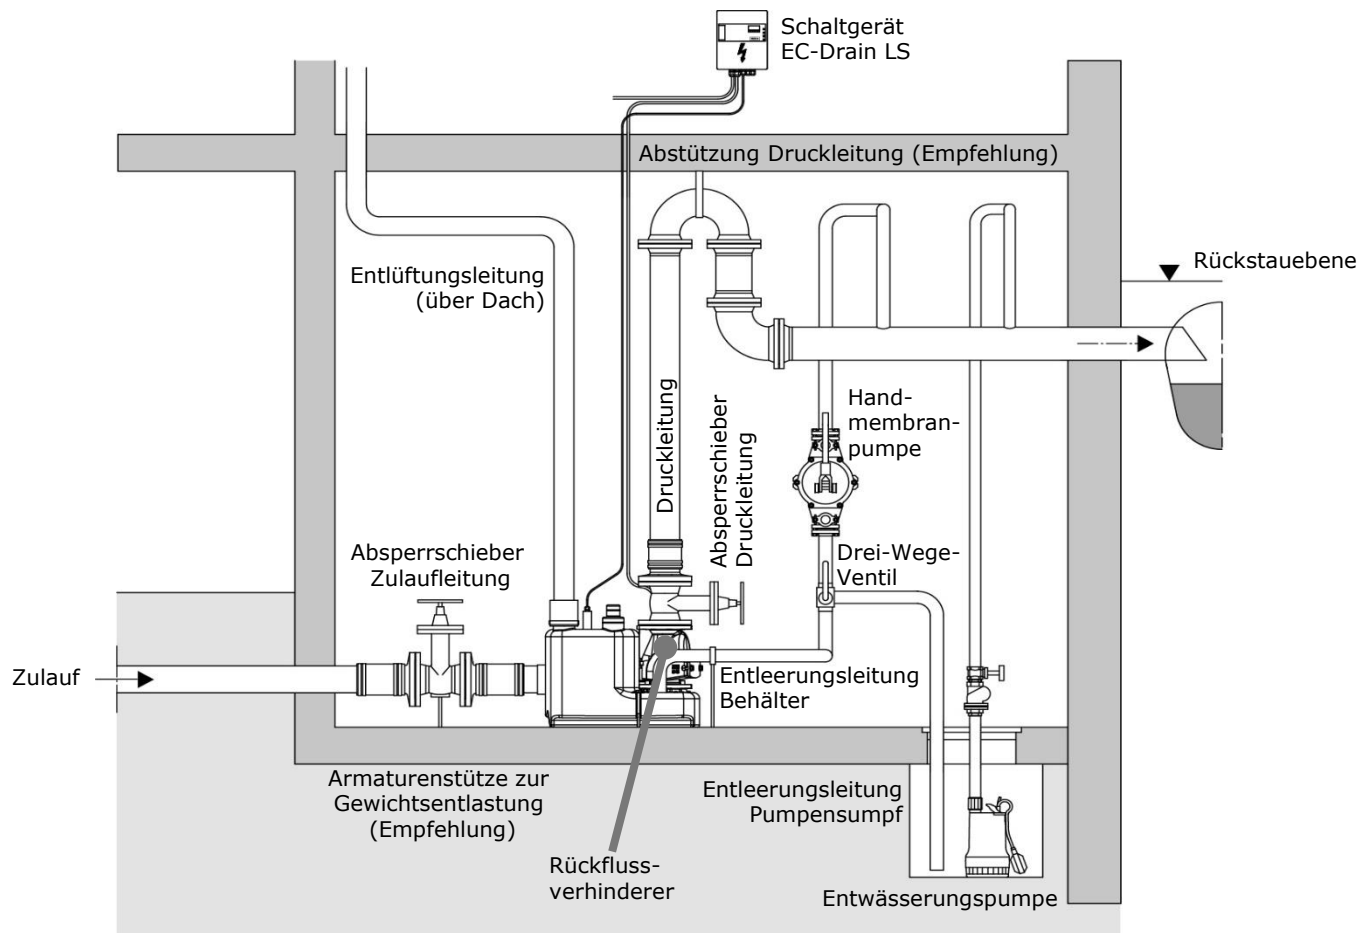 Schaltgerät
EC-Drain LS
Abstützung Druckleitung (Empfehlung)
Rückstauebene
Entlüftungsleitung
(über Dach)
Druckleitung
Absperrschieber
Druckleitung
Hand-
membran-
pumpe
Absperrschieber
Zulaufleitung
Drei-Wege-
Ventil
Zulauf
Entleerungsleitung
Behälter
Armaturenstütze zur
Gewichtsentlastung
(Empfehlung)
Entleerungsleitung
Pumpensumpf
Rückfluss-
verhinderer
Entwässerungspumpe